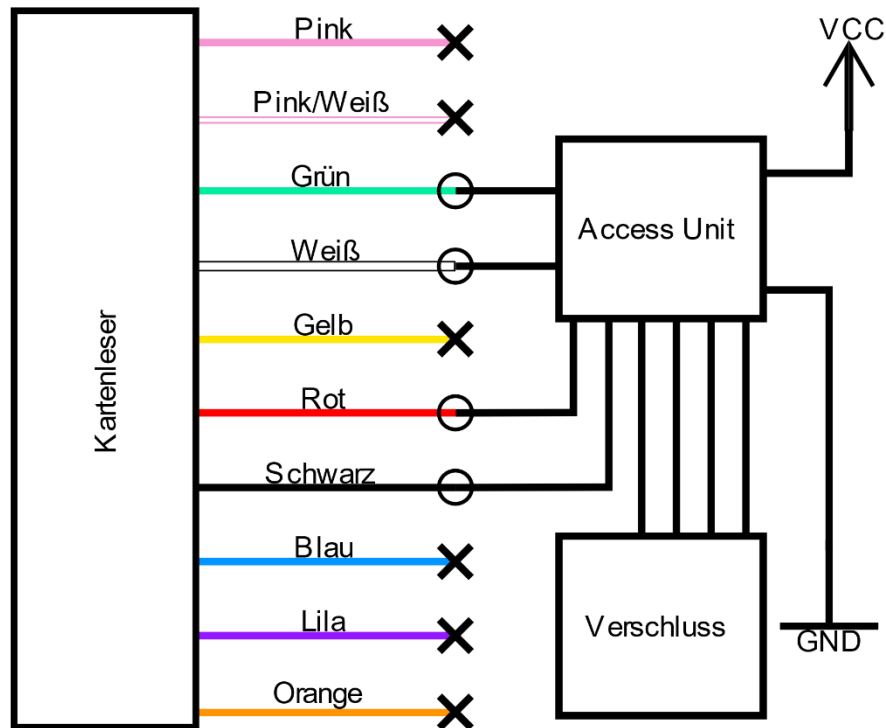 Pink
VCC
Pink/Weiß
Grün
Access Unit
Weiß
Gelb
Kartenleser
Rot
Schwarz
Blau
Lila
Verschluss
GND
Orange